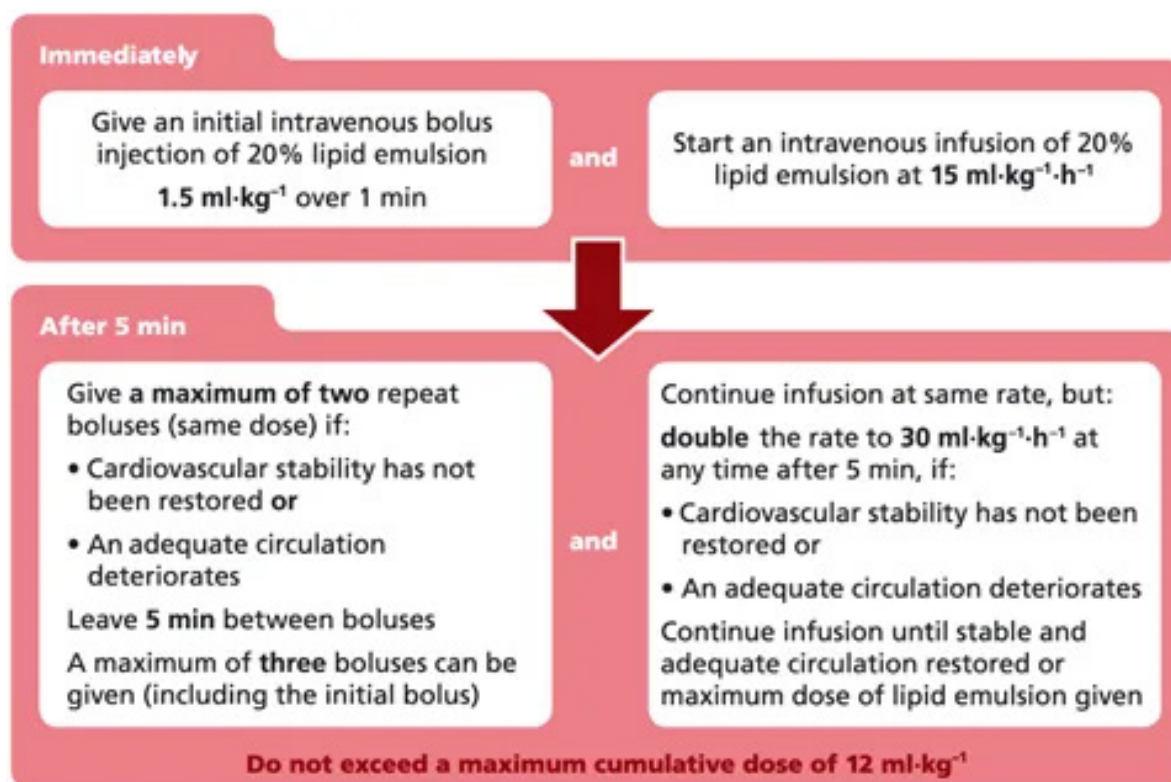 Immediately
Give an initial intravenous bolus
injection of 20% lipid emulsion
1.5 ml·kg⁻¹ over 1 min
and
Start an intravenous infusion of 20%
lipid emulsion at 15 ml·kg⁻¹·h⁻¹
After 5 min
Give a maximum of two repeat
boluses (same dose) if:
• Cardiovascular stability has not
been restored or
• An adequate circulation
deteriorates
Leave 5 min between boluses
A maximum of three boluses can be
given (including the initial bolus)
and
Continue infusion at same rate, but:
double the rate to 30 ml·kg⁻¹·h⁻¹ at
any time after 5 min, if:
• Cardiovascular stability has not been
restored or
• An adequate circulation deteriorates
Continue infusion until stable and
adequate circulation restored or
maximum dose of lipid emulsion given
Do not exceed a maximum cumulative dose of 12 ml·kg⁻¹